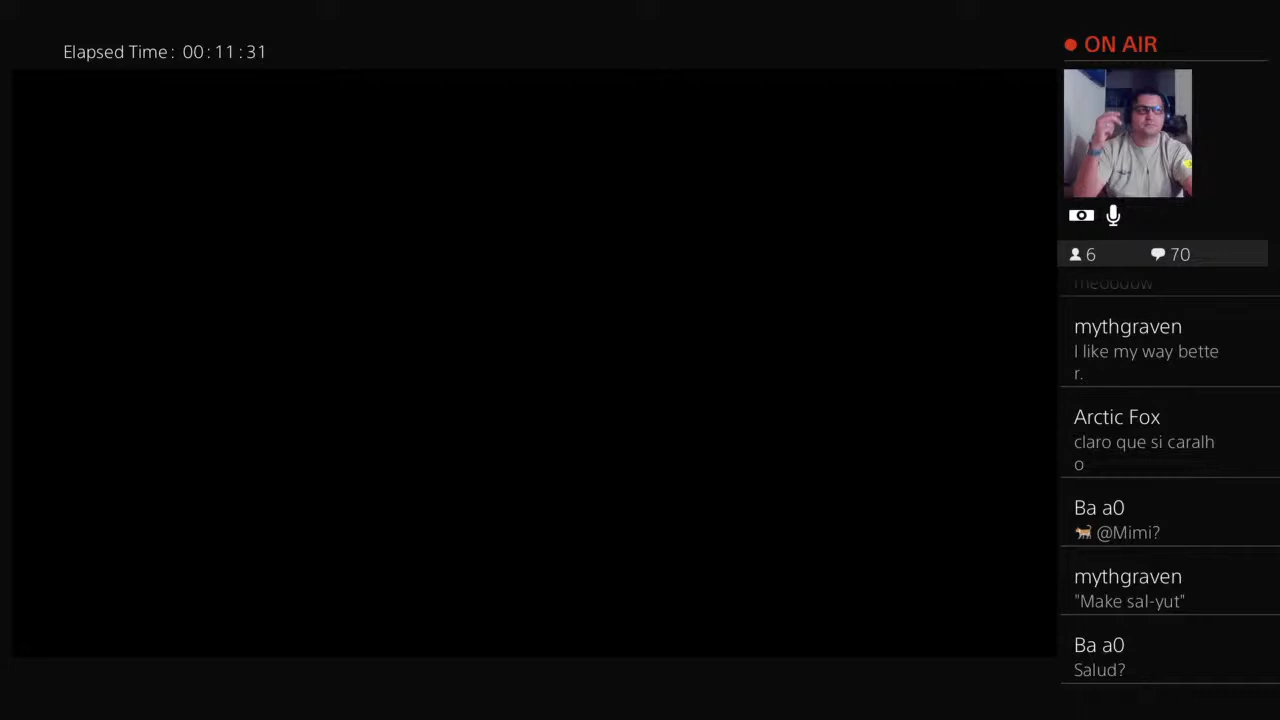 Elapsed Time: 00:11:31
ON AIR
6
70
meooooow
mythgraven
I like my way bette
r.
Arctic Fox
claro que si caralh
o
Ba a0
@Mimi?
mythgraven
"Make sal-yut"
Ba a0
Salud?